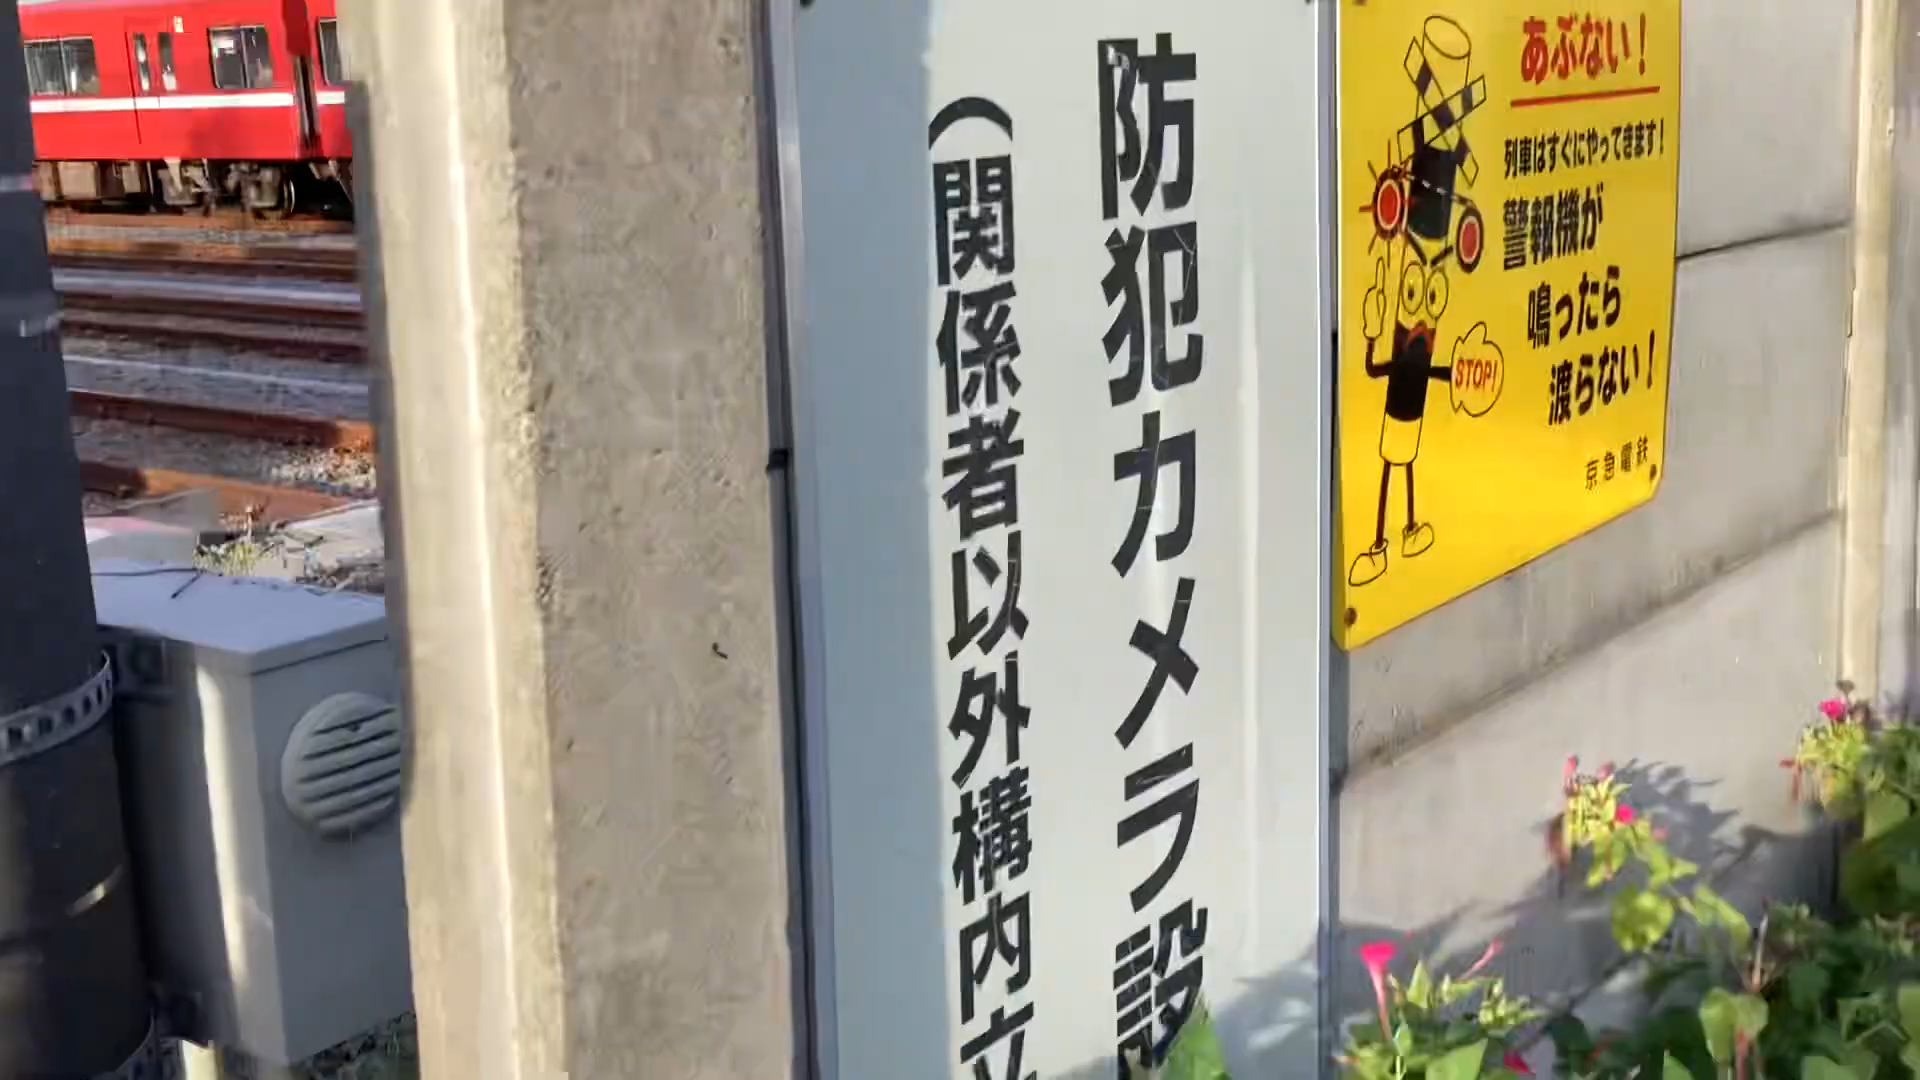 防犯カメラ設
（関係者以外構内立
あぶない！
列車はすぐにやってきます！
警報機が
鳴ったら
渡らない！
STOP!
京急電鉄